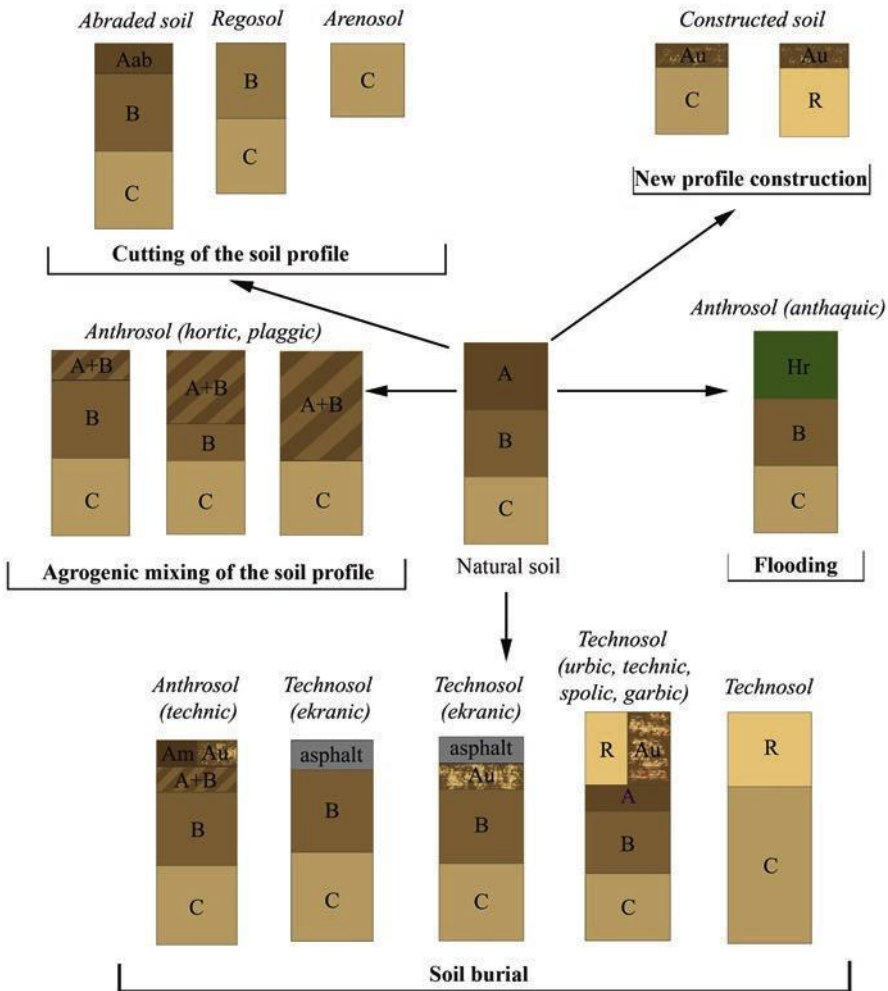 Abraded soil Regosol Arenosol
Aab
B
C
B
C
C
Cutting of the soil profile
Constructed soil
Au
C
Au
R
New profile construction
Anthrosol (hortic, plaggic)
A+B
B
C
A+B
B
C
A+B
C
Agrogenic mixing of the soil profile
A
B
C
Natural soil
Anthrosol (anthaquic)
Hr
B
C
Flooding
Anthrosol
(technic)
Am Au
A+B
B
C
Technosol
(ekranic)
asphalt
B
C
Technosol
(ekranic)
asphalt
Au
B
C
Technosol
(urbic, technic,
spolic, garbic)
R Au
A
B
C
Technosol
R
C
Soil burial